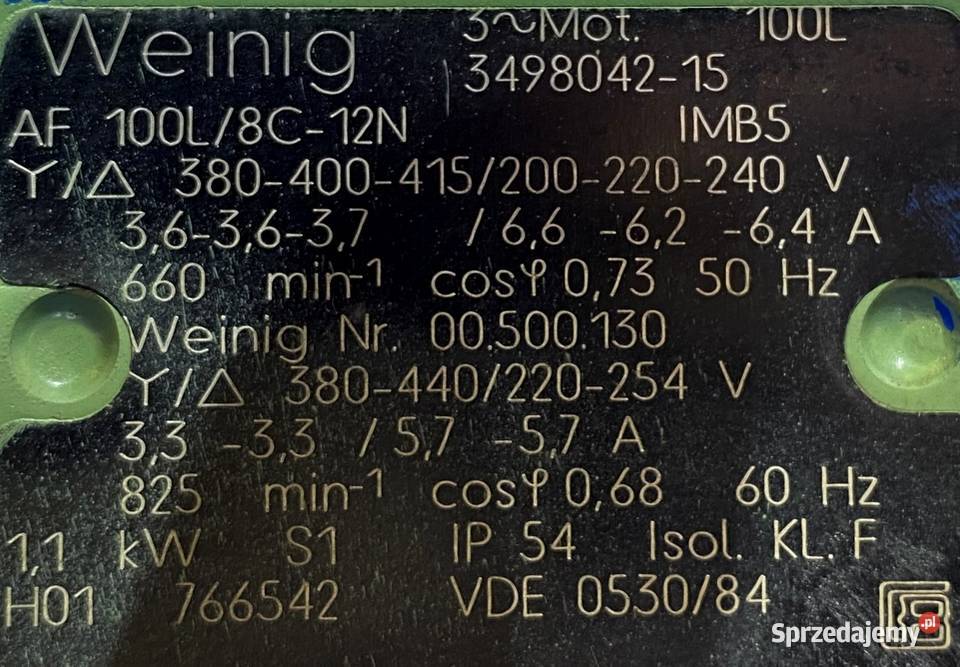 Weinig 3~Mot. 100L
3498042-15
AF 100L/8C-12N IMB5
Y/△ 380-400-415/200-220-240 V
3,6-3,6-3,7 /6,6 -6,2 -6,4 A
660 min⁻¹ cosφ 0,73 50 Hz
Weinig Nr. 00.500.130
Y/△ 380-440/220-254 V
3,3 -3,3 /5,7 -5,7 A
825 min⁻¹ cosφ 0,68 60 Hz
1,1 kW S1 IP 54 Isol. KL. F
H01 766542 VDE 0530/84
Sprzedajemy.pl